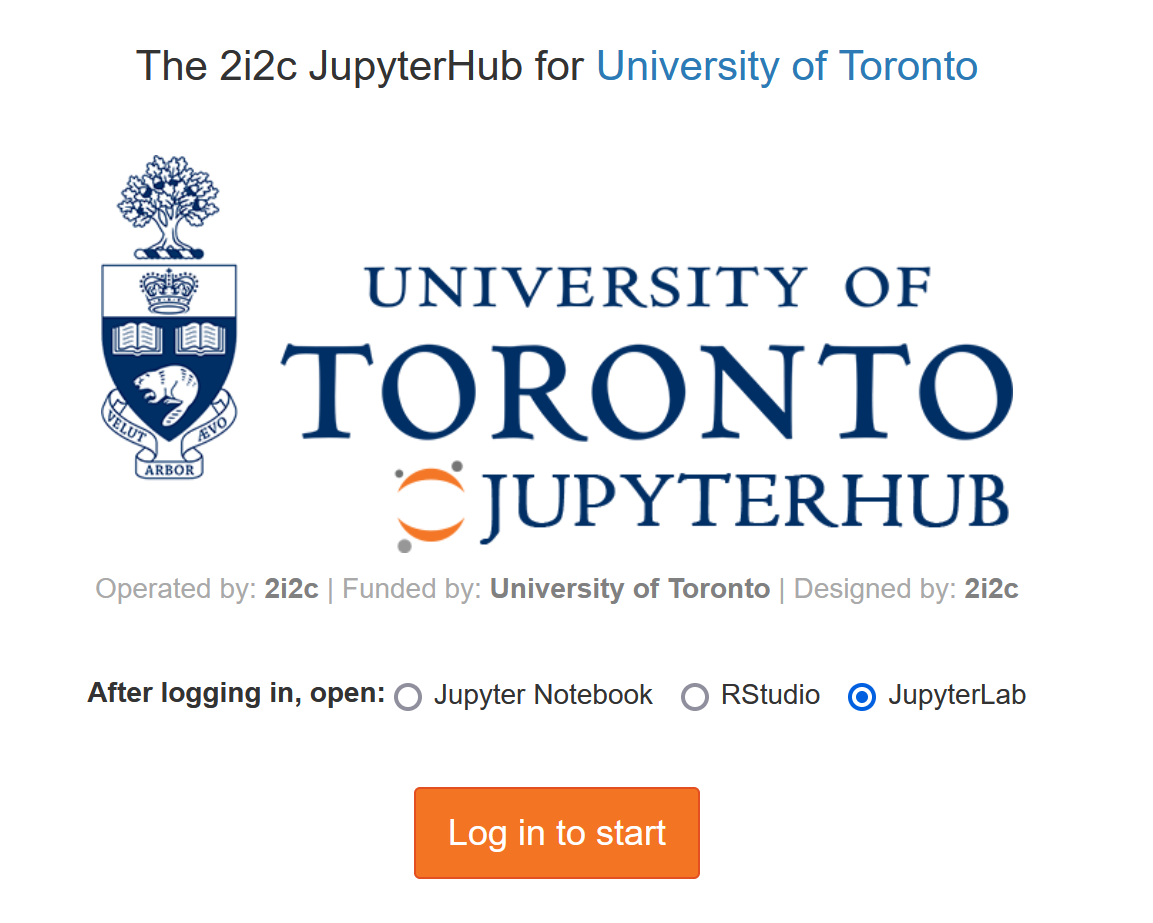 The 2i2c JupyterHub for University of Toronto
UNIVERSITY OF
TORONTO
JUPYTERHUB
VELUT
ARBOR
ÆVO
Operated by: 2i2c | Funded by: University of Toronto | Designed by: 2i2c
After logging in, open: Jupyter Notebook RStudio JupyterLab
Log in to start